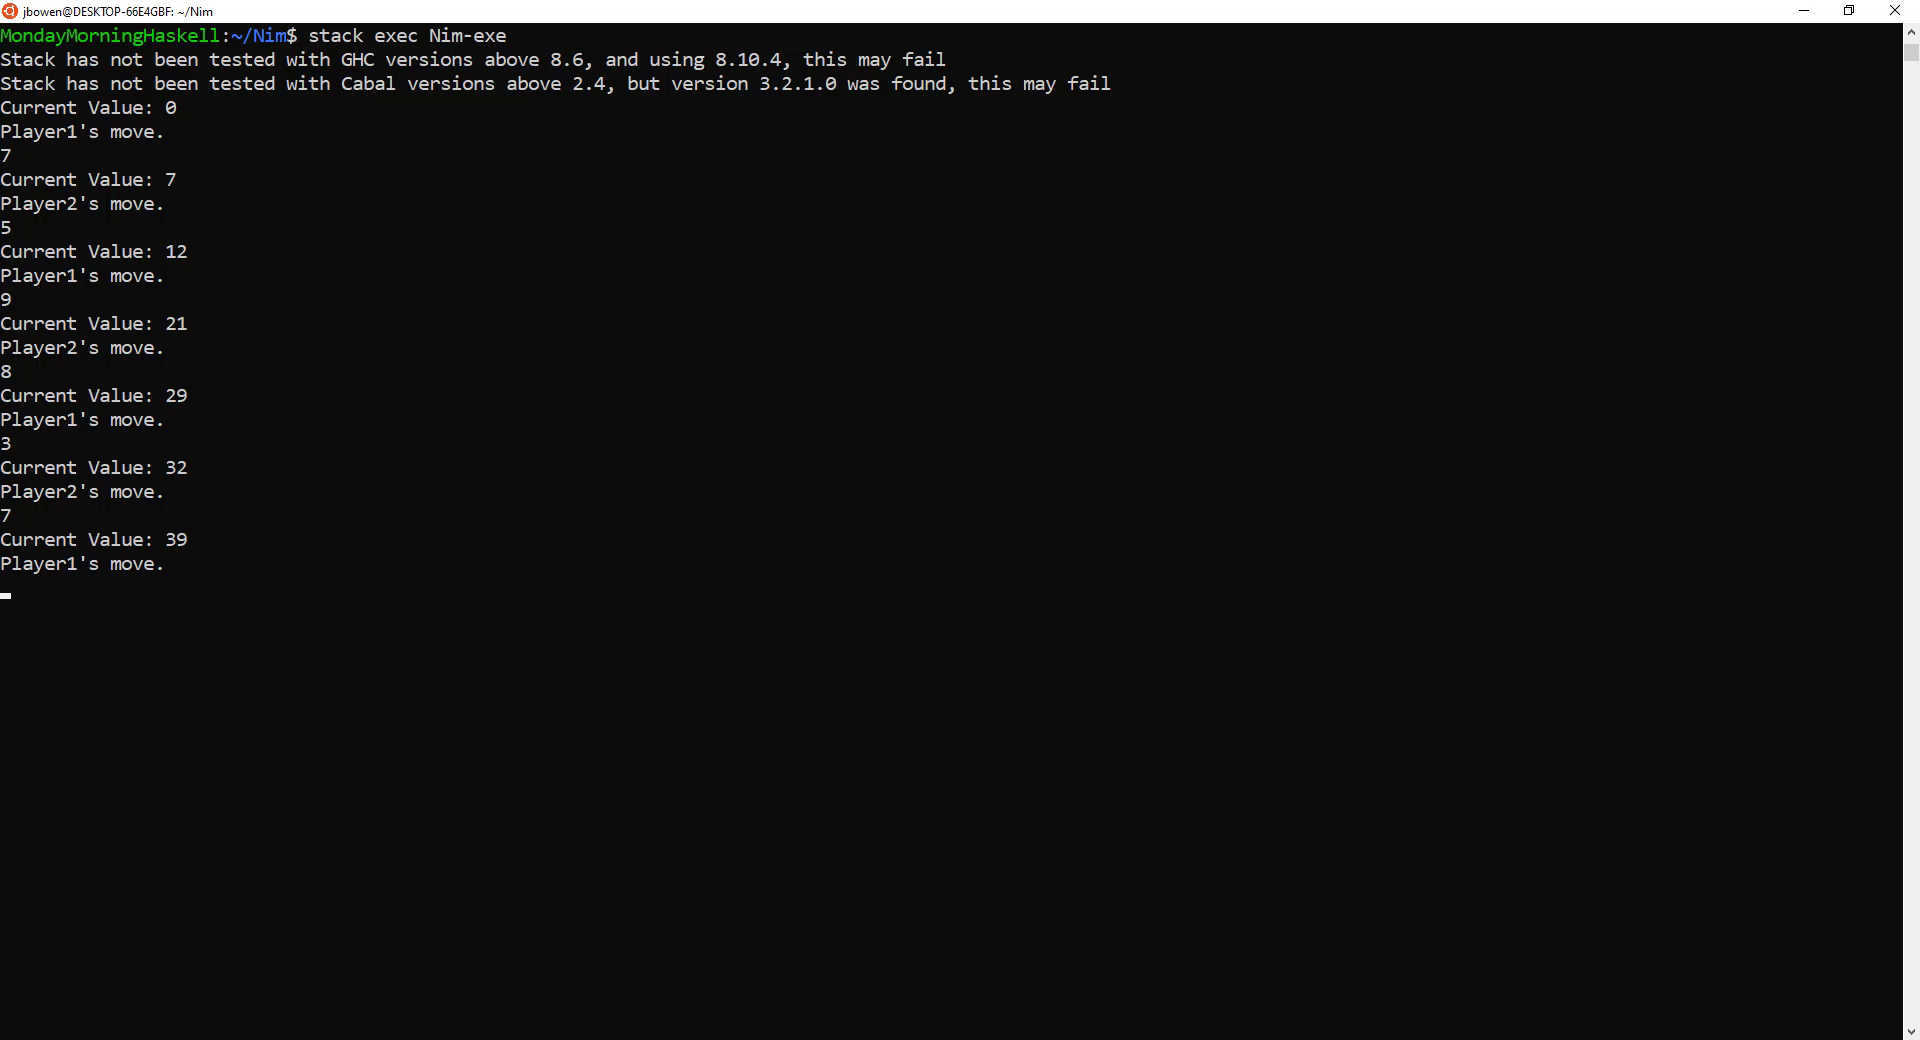 jbowen@DESKTOP-66E4GBF: ~/Nim
MondayMorningHaskell:~/Nim$ stack exec Nim-exe
Stack has not been tested with GHC versions above 8.6, and using 8.10.4, this may fail
Stack has not been tested with Cabal versions above 2.4, but version 3.2.1.0 was found, this may fail
Current Value: 0
Player1's move.
7
Current Value: 7
Player2's move.
5
Current Value: 12
Player1's move.
9
Current Value: 21
Player2's move.
8
Current Value: 29
Player1's move.
3
Current Value: 32
Player2's move.
7
Current Value: 39
Player1's move.